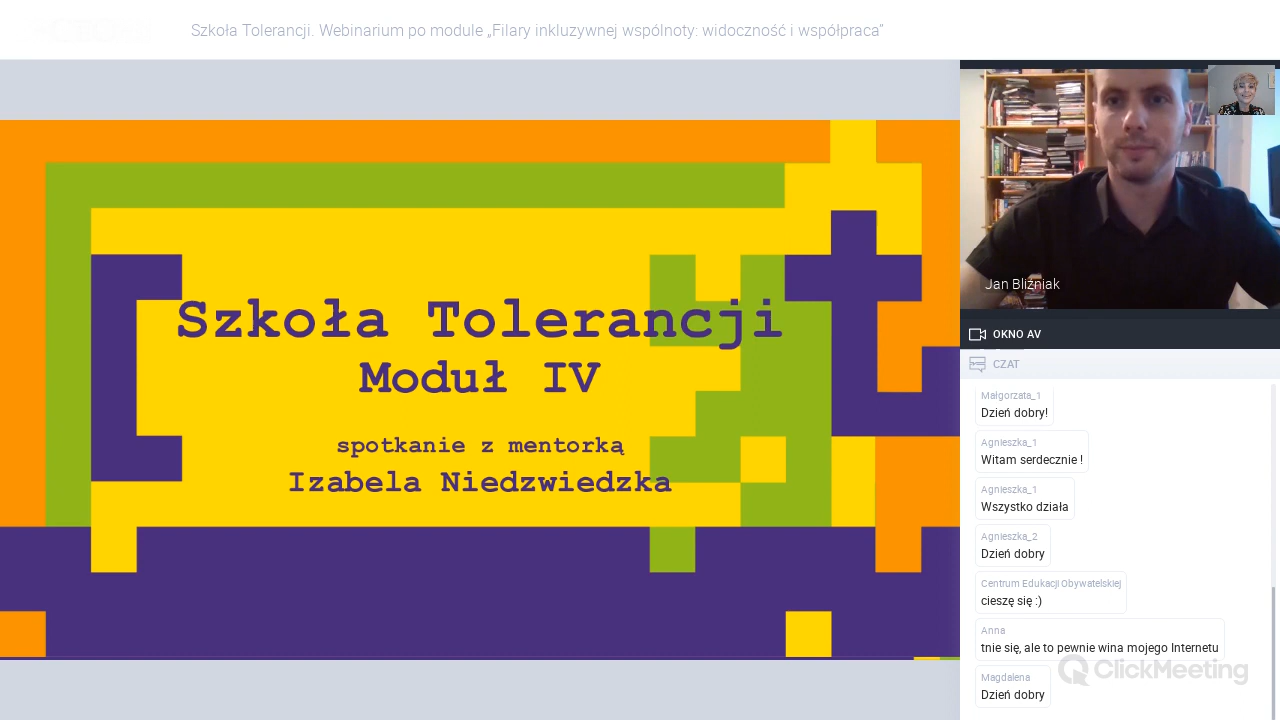 Szkoła Tolerancji. Webinarium po module „Filary inkluzywnej wspólnoty: widoczność i współpraca”
Szkoła Tolerancji
Moduł IV
spotkanie z mentorką
Izabela Niedzwiedzka
Jan Bliźniak
OKNO AV
CZAT
Małgorzata_1
Dzień dobry!
Agnieszka_1
Witam serdecznie !
Agnieszka_1
Wszystko działa
Agnieszka_2
Dzień dobry
Centrum Edukacji Obywatelskiej
cieszę się :)
Anna
tnie się, ale to pewnie wina mojego Internetu
Magdalena
Dzień dobry
ClickMeeting